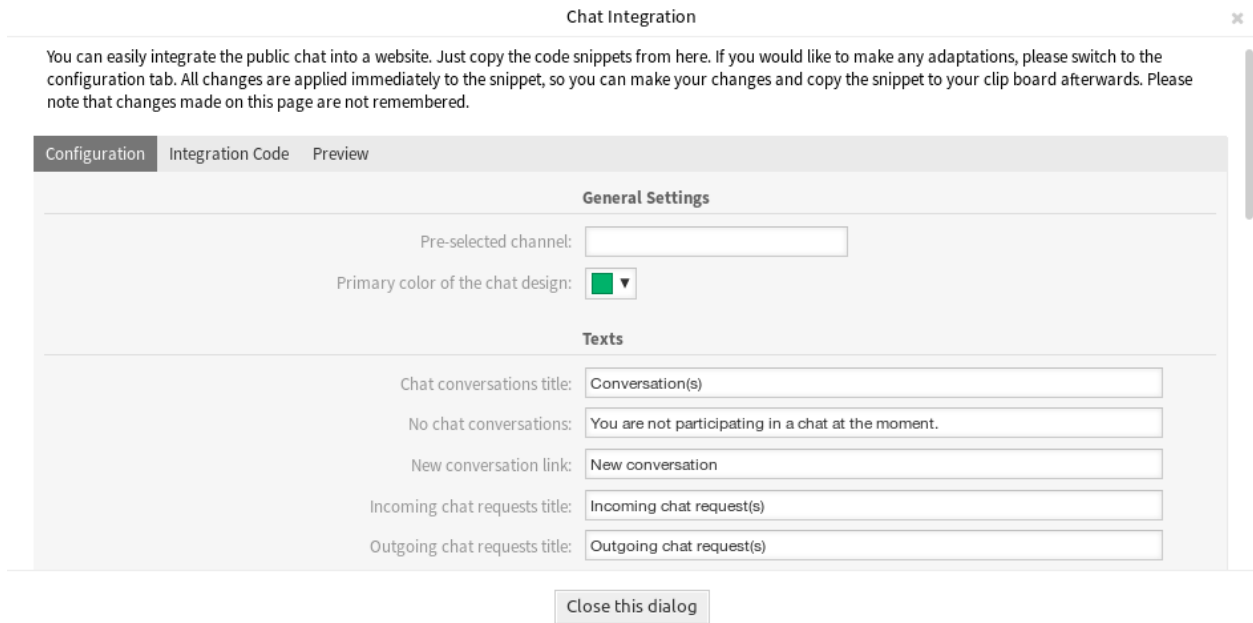 Chat Integration
You can easily integrate the public chat into a website. Just copy the code snippets from here. If you would like to make any adaptations, please switch to the
configuration tab. All changes are applied immediately to the snippet, so you can make your changes and copy the snippet to your clip board afterwards. Please
note that changes made on this page are not remembered.
Configuration Integration Code Preview
General Settings
Pre-selected channel:
Primary color of the chat design:
Texts
Chat conversations title: Conversation(s)
No chat conversations: You are not participating in a chat at the moment.
New conversation link: New conversation
Incoming chat requests title: Incoming chat request(s)
Outgoing chat requests title: Outgoing chat request(s)
Close this dialog